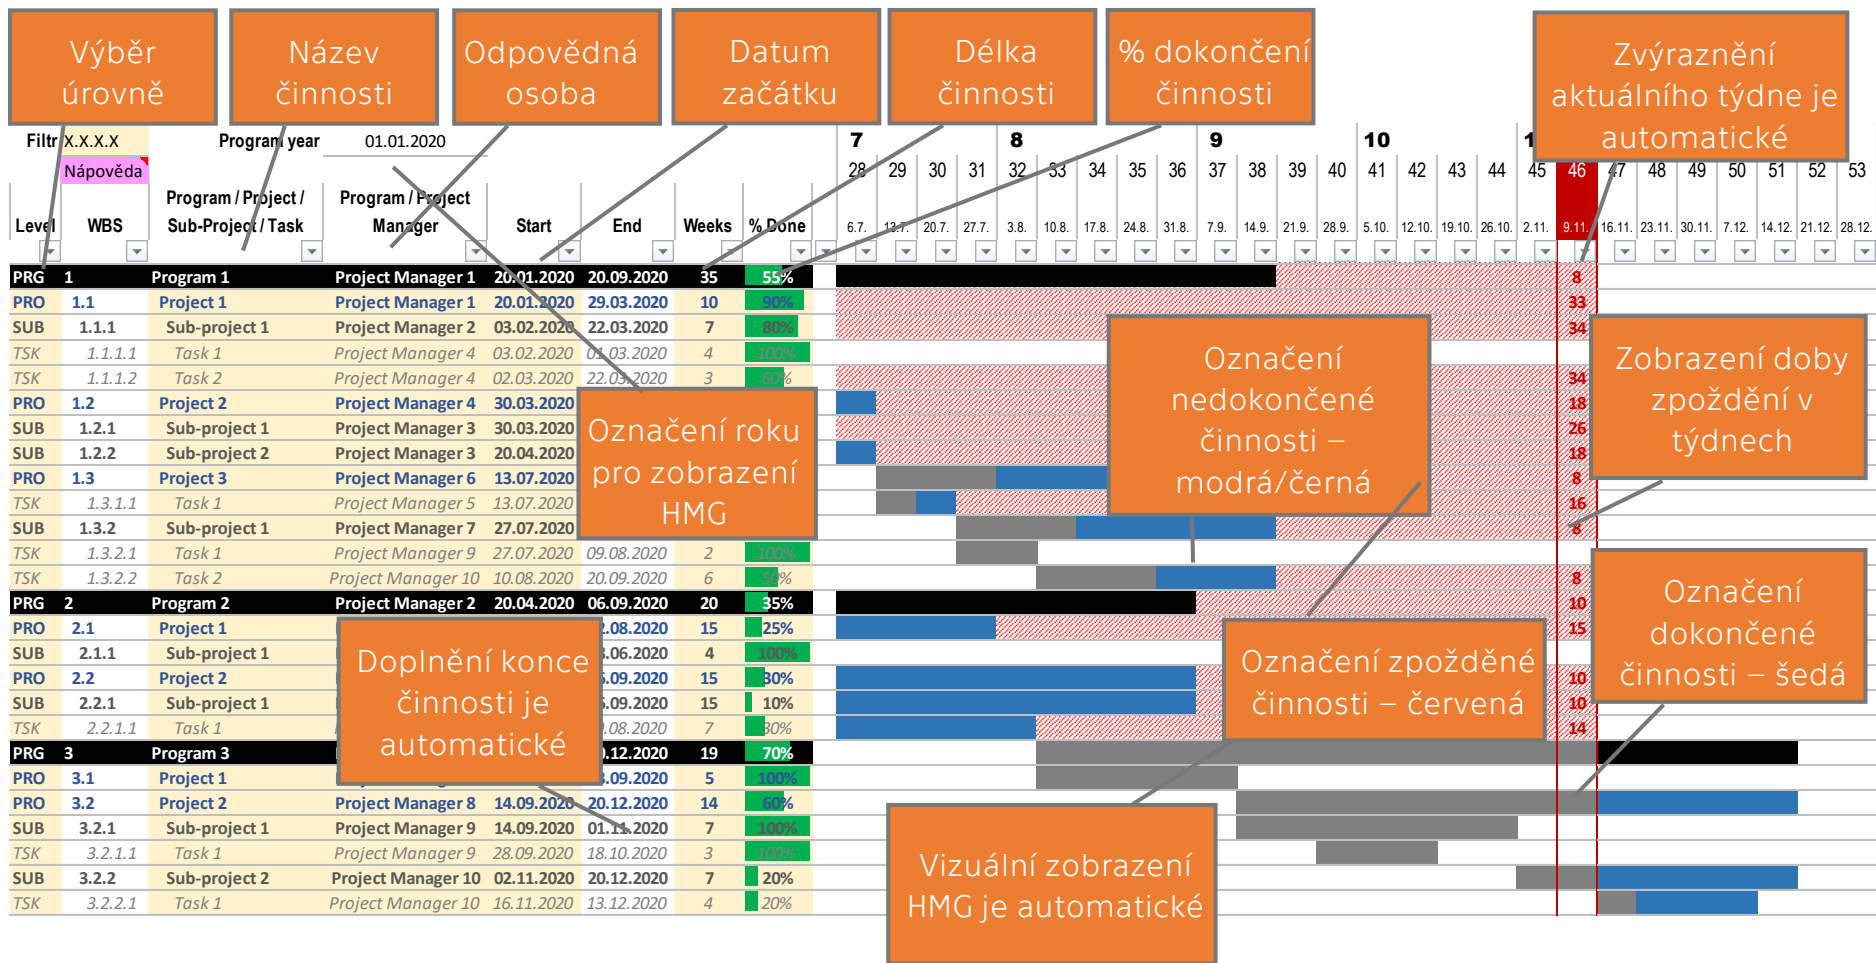 Výběr
úrovně
Název
činnosti
Odpovědná
osoba
Datum
začátku
Délka
činnosti
% dokončení
činnosti
Zvýraznění
aktuálního týdne je
automatické
Filtr X.X.X.X Program year 01.01.2020 7 8 9 10
Nápověda 28 29 30 31 32 33 34 35 36 37 38 39 40 41 42 43 44 45 46 47 48 49 50 51 52 53
Level WBS Program / Project / Sub-Project / Task Program / Project Manager Start End Weeks % Done 6.7. 13.7. 20.7. 27.7. 3.8. 10.8. 17.8. 24.8. 31.8. 7.9. 14.9. 21.9. 28.9. 5.10. 12.10. 19.10. 26.10. 2.11. 9.11. 16.11. 23.11. 30.11. 7.12. 14.12. 21.12. 28.12.
PRG 1 Program 1 Project Manager 1 20.01.2020 20.09.2020 35 55% 8
PRO 1.1 Project 1 Project Manager 1 20.01.2020 29.03.2020 10 90% 33
SUB 1.1.1 Sub-project 1 Project Manager 2 03.02.2020 22.03.2020 7 80% 34
TSK 1.1.1.1 Task 1 Project Manager 4 03.02.2020 01.03.2020 4 100%
TSK 1.1.1.2 Task 2 Project Manager 4 02.03.2020 22.03.2020 3 60% 34
PRO 1.2 Project 2 Project Manager 4 30.03.2020 18
SUB 1.2.1 Sub-project 1 Project Manager 3 30.03.2020 26
SUB 1.2.2 Sub-project 2 Project Manager 3 20.04.2020 18
PRO 1.3 Project 3 Project Manager 6 13.07.2020 8
TSK 1.3.1.1 Task 1 Project Manager 5 13.07.2020 16
SUB 1.3.2 Sub-project 1 Project Manager 7 27.07.2020 8
TSK 1.3.2.1 Task 1 Project Manager 9 27.07.2020 09.08.2020 2 100%
TSK 1.3.2.2 Task 2 Project Manager 10 10.08.2020 20.09.2020 6 50% 8
PRG 2 Program 2 Project Manager 2 20.04.2020 06.09.2020 20 35% 10
PRO 2.1 Project 1 2.08.2020 15 25% 15
SUB 2.1.1 Sub-project 1 .06.2020 4 100%
PRO 2.2 Project 2 .09.2020 15 30% 10
SUB 2.2.1 Sub-project 1 .09.2020 15 10% 10
TSK 2.2.1.1 Task 1 .08.2020 7 30% 14
PRG 3 Program 3 .12.2020 19 70%
PRO 3.1 Project 1 .09.2020 5 100%
PRO 3.2 Project 2 Project Manager 8 14.09.2020 20.12.2020 14 60%
SUB 3.2.1 Sub-project 1 Project Manager 9 14.09.2020 01.11.2020 7 100%
TSK 3.2.1.1 Task 1 Project Manager 9 28.09.2020 18.10.2020 3 100%
SUB 3.2.2 Sub-project 2 Project Manager 10 02.11.2020 20.12.2020 7 20%
TSK 3.2.2.1 Task 1 Project Manager 10 16.11.2020 13.12.2020 4 20%
Označení roku
pro zobrazení
HMG
Označení
nedokončené
činnosti –
modrá/černá
Zobrazení doby
zpoždění v
týdnech
Doplnění konce
činnosti je
automatické
Označení zpožděné
činnosti – červená
Označení
dokončené
činnosti – šedá
Vizuální zobrazení
HMG je automatické